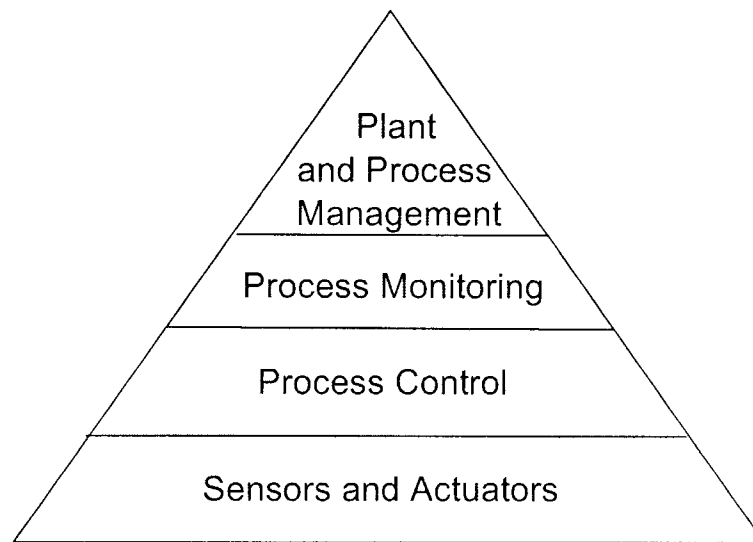 Plant
and Process
Management
Process Monitoring
Process Control
Sensors and Actuators